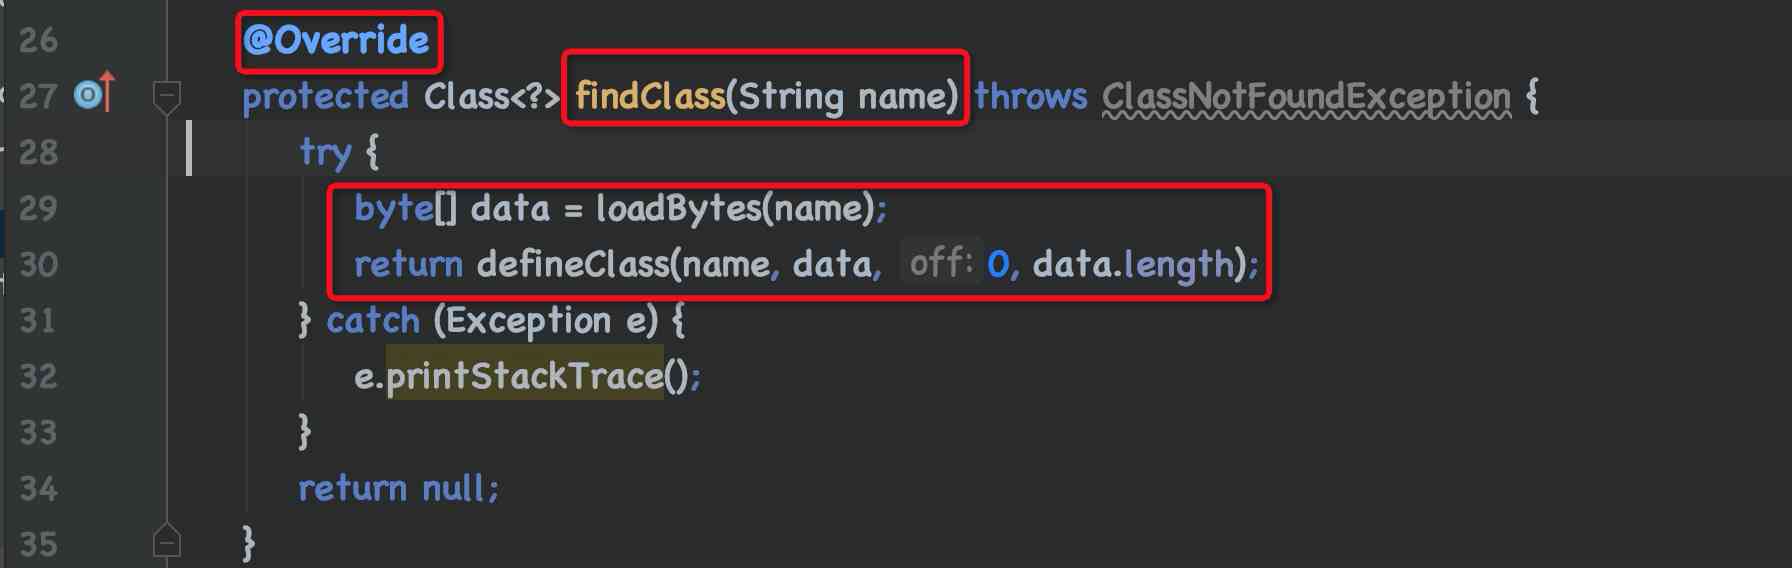 26 @Override
27 protected Class<?> findClass(String name) throws ClassNotFoundException {
28 try {
29 byte[] data = loadBytes(name);
30 return defineClass(name, data, off: 0, data.length);
31 } catch (Exception e) {
32 e.printStackTrace();
33 }
34 return null;
35 }